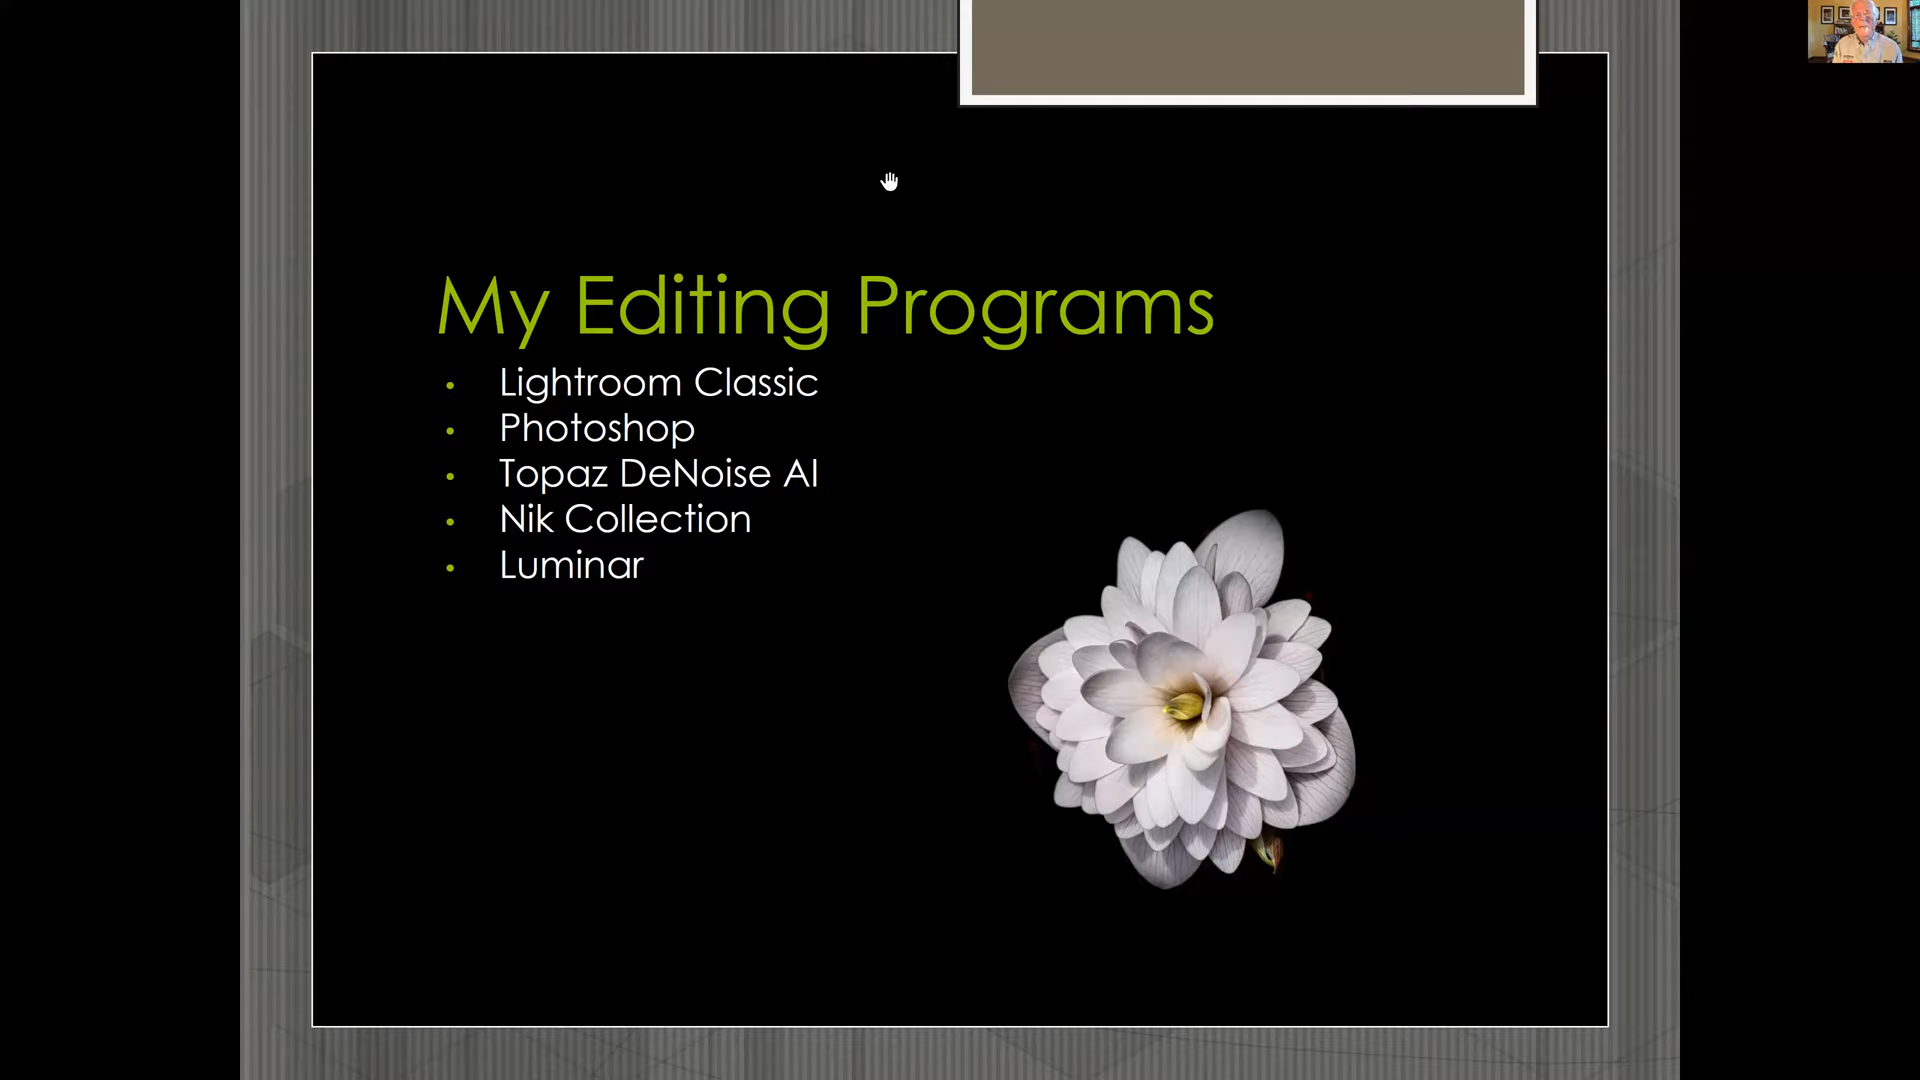 My Editing Programs
• Lightroom Classic
• Photoshop
• Topaz DeNoise AI
• Nik Collection
• Luminar